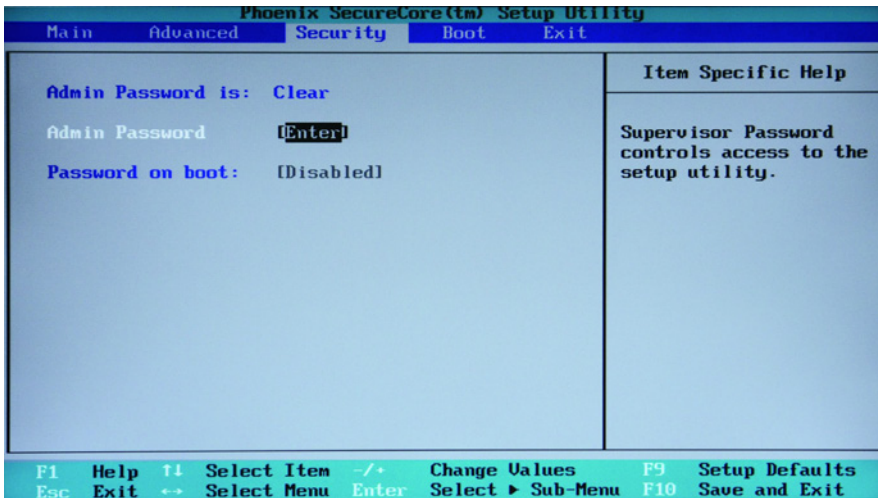 Phoenix SecureCore(tm) Setup Utility
Main Advanced Security Boot Exit
Item Specific Help
Admin Password is: Clear
Admin Password [Enter]
Password on boot: [Disabled]
Supervisor Password
controls access to the
setup utility.
F1 Help ↑↓ Select Item -/+ Change Values F9 Setup Defaults
Esc Exit ↔ Select Menu Enter Select ▶ Sub-Menu F10 Save and Exit